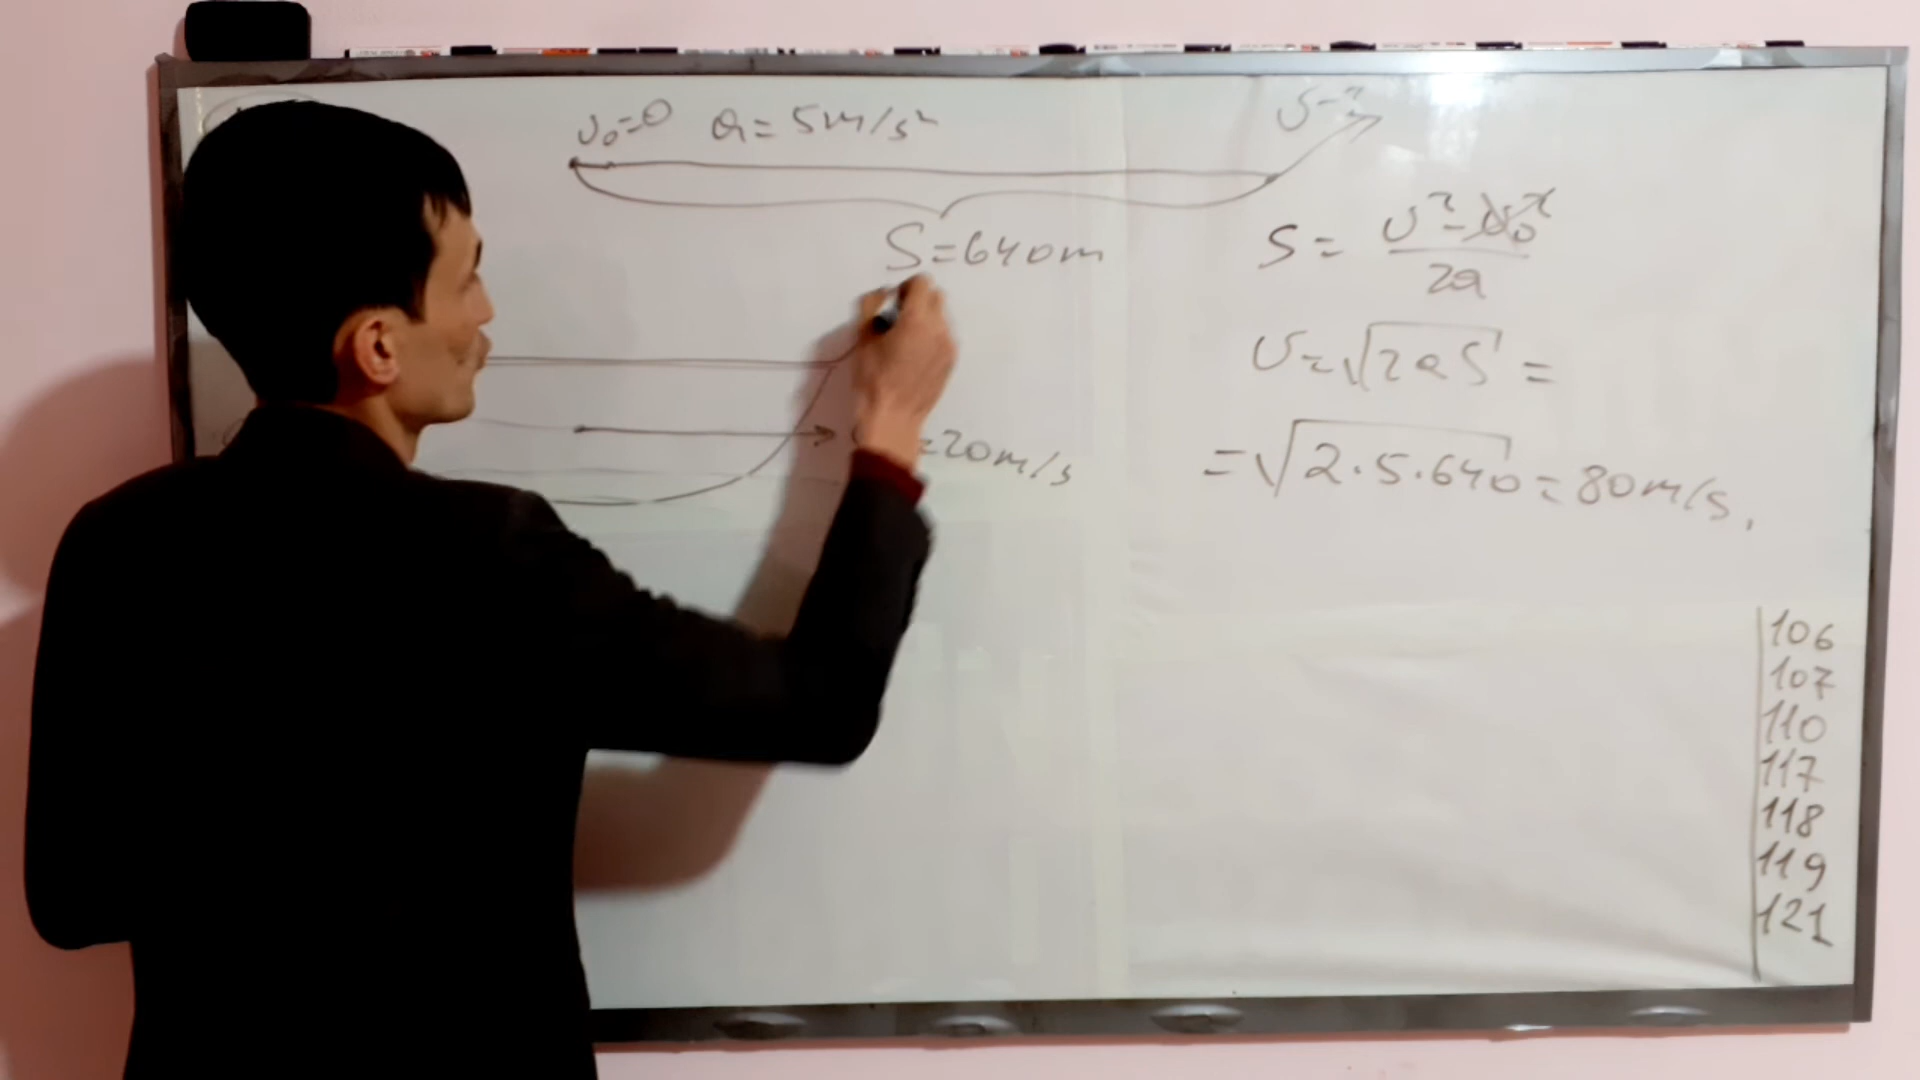 υ₀=0 a=5m/s²
υ-?
S=640m
S = υ²-υ₀² / 2a
υ=√2aS =
=20m/s
=√2·5·640=80m/s.
106
107
110
117
118
119
121